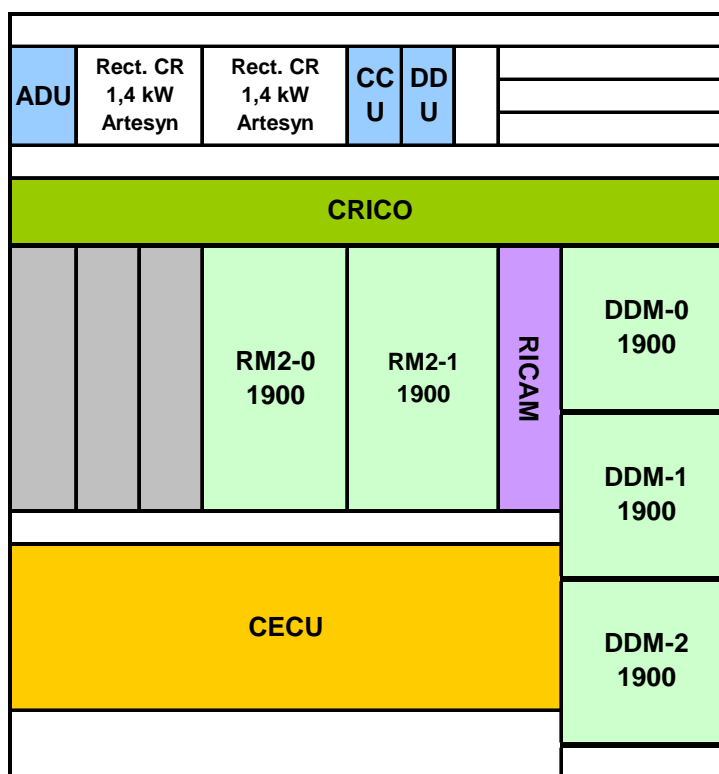 ADU
Rect. CR
1,4 kW
Artesyn
Rect. CR
1,4 kW
Artesyn
CC
U
DD
U
CRICO
RM2-0
1900
RM2-1
1900
RICAM
DDM-0
1900
DDM-1
1900
CECU
DDM-2
1900